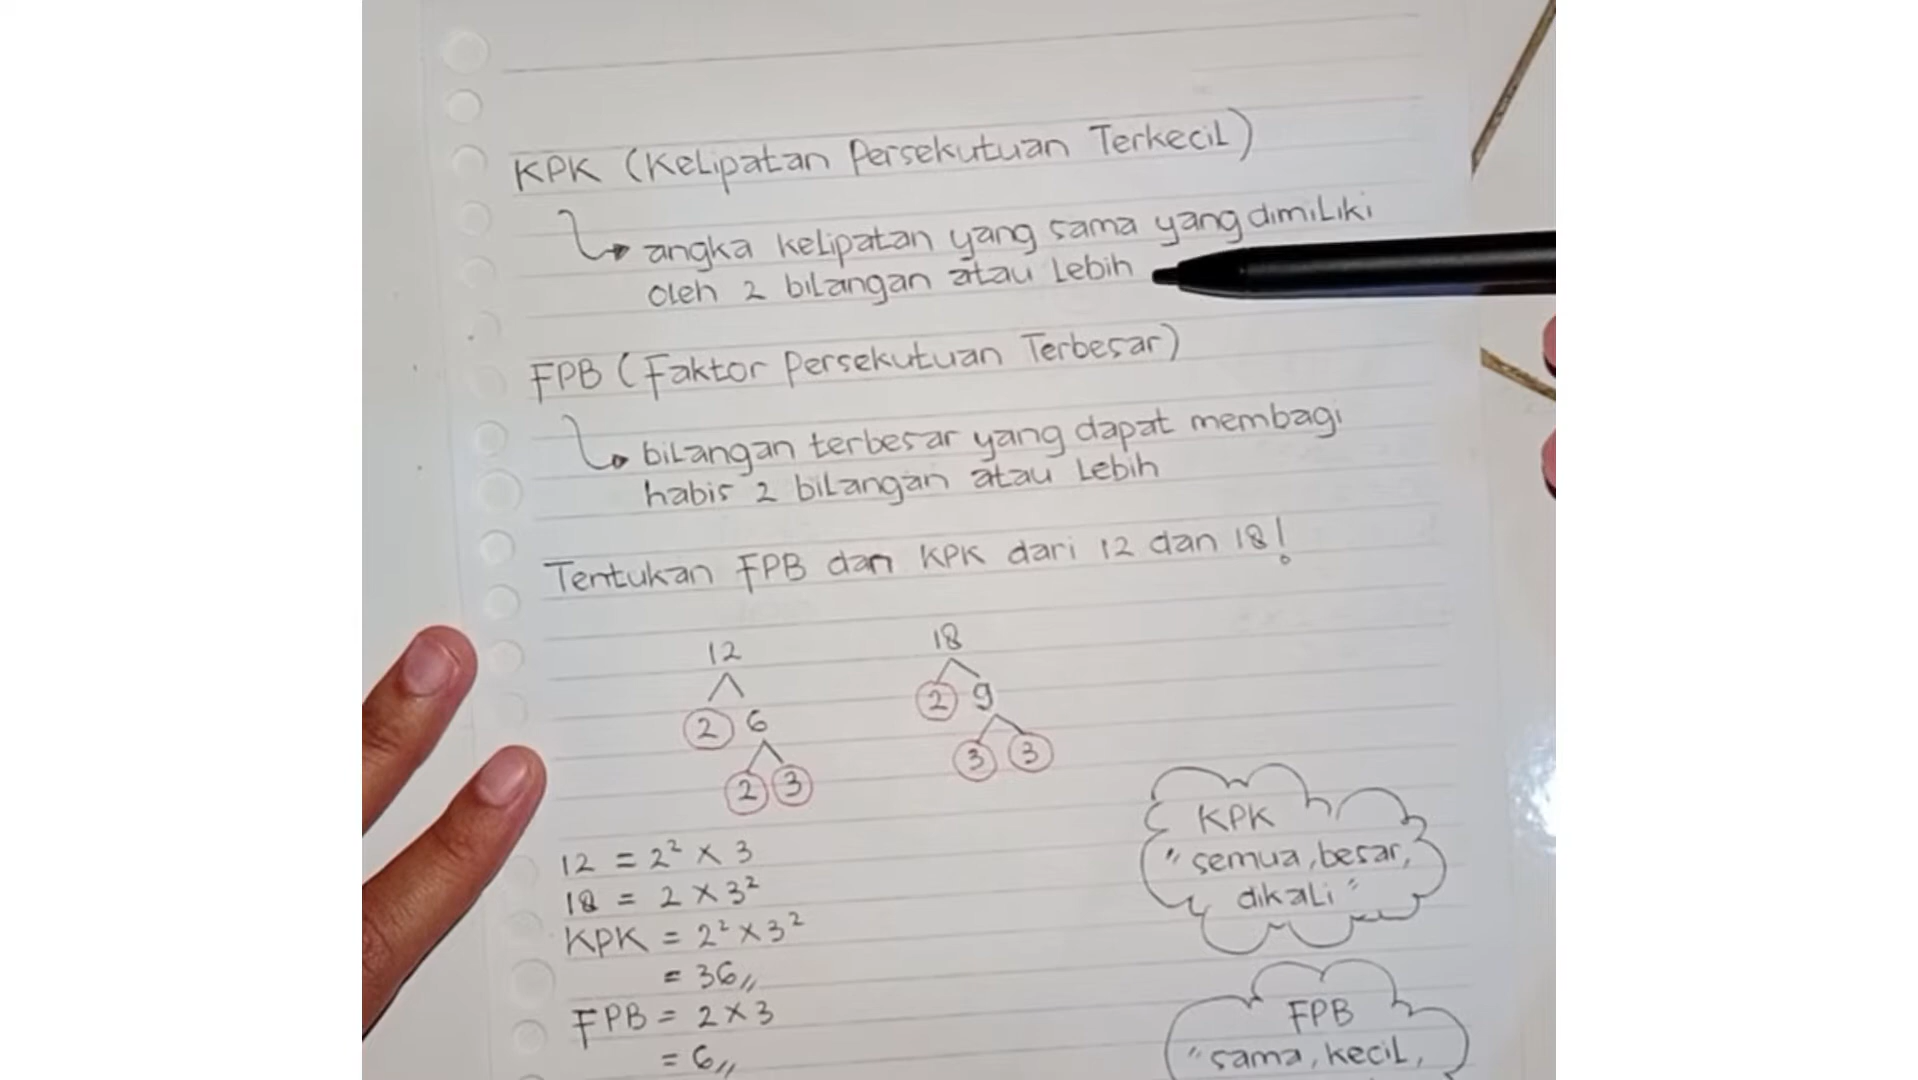 KPK (Kelipatan Persekutuan Terkecil)
angka kelipatan yang sama yang dimiliki
oleh 2 bilangan atau lebih
FPB (Faktor Persekutuan Terbesar)
bilangan terbesar yang dapat membagi
habis 2 bilangan atau lebih
Tentukan FPB dan KPK dari 12 dan 18!
12
2 6
2 3
18
2 9
3 3
12 = 2² × 3
18 = 2 × 3²
KPK = 2² × 3²
= 36,,
FPB = 2 × 3
= 6,,
KPK
"semua, besar,
dikali"
FPB
"sama, kecil,